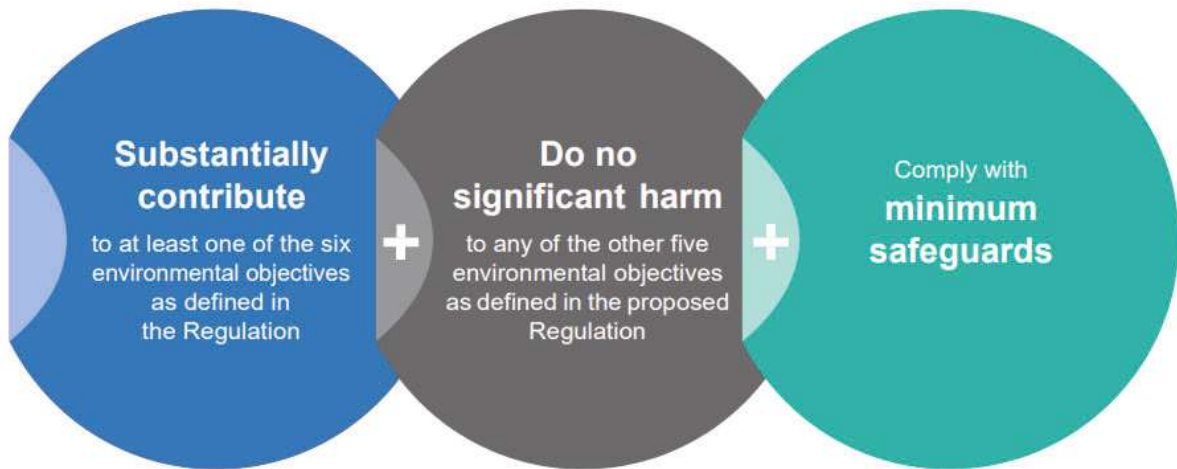 Substantially
contribute
to at least one of the six
environmental objectives
as defined in
the Regulation
+
Do no
significant harm
to any of the other five
environmental objectives
as defined in the proposed
Regulation
+
Comply with
minimum
safeguards